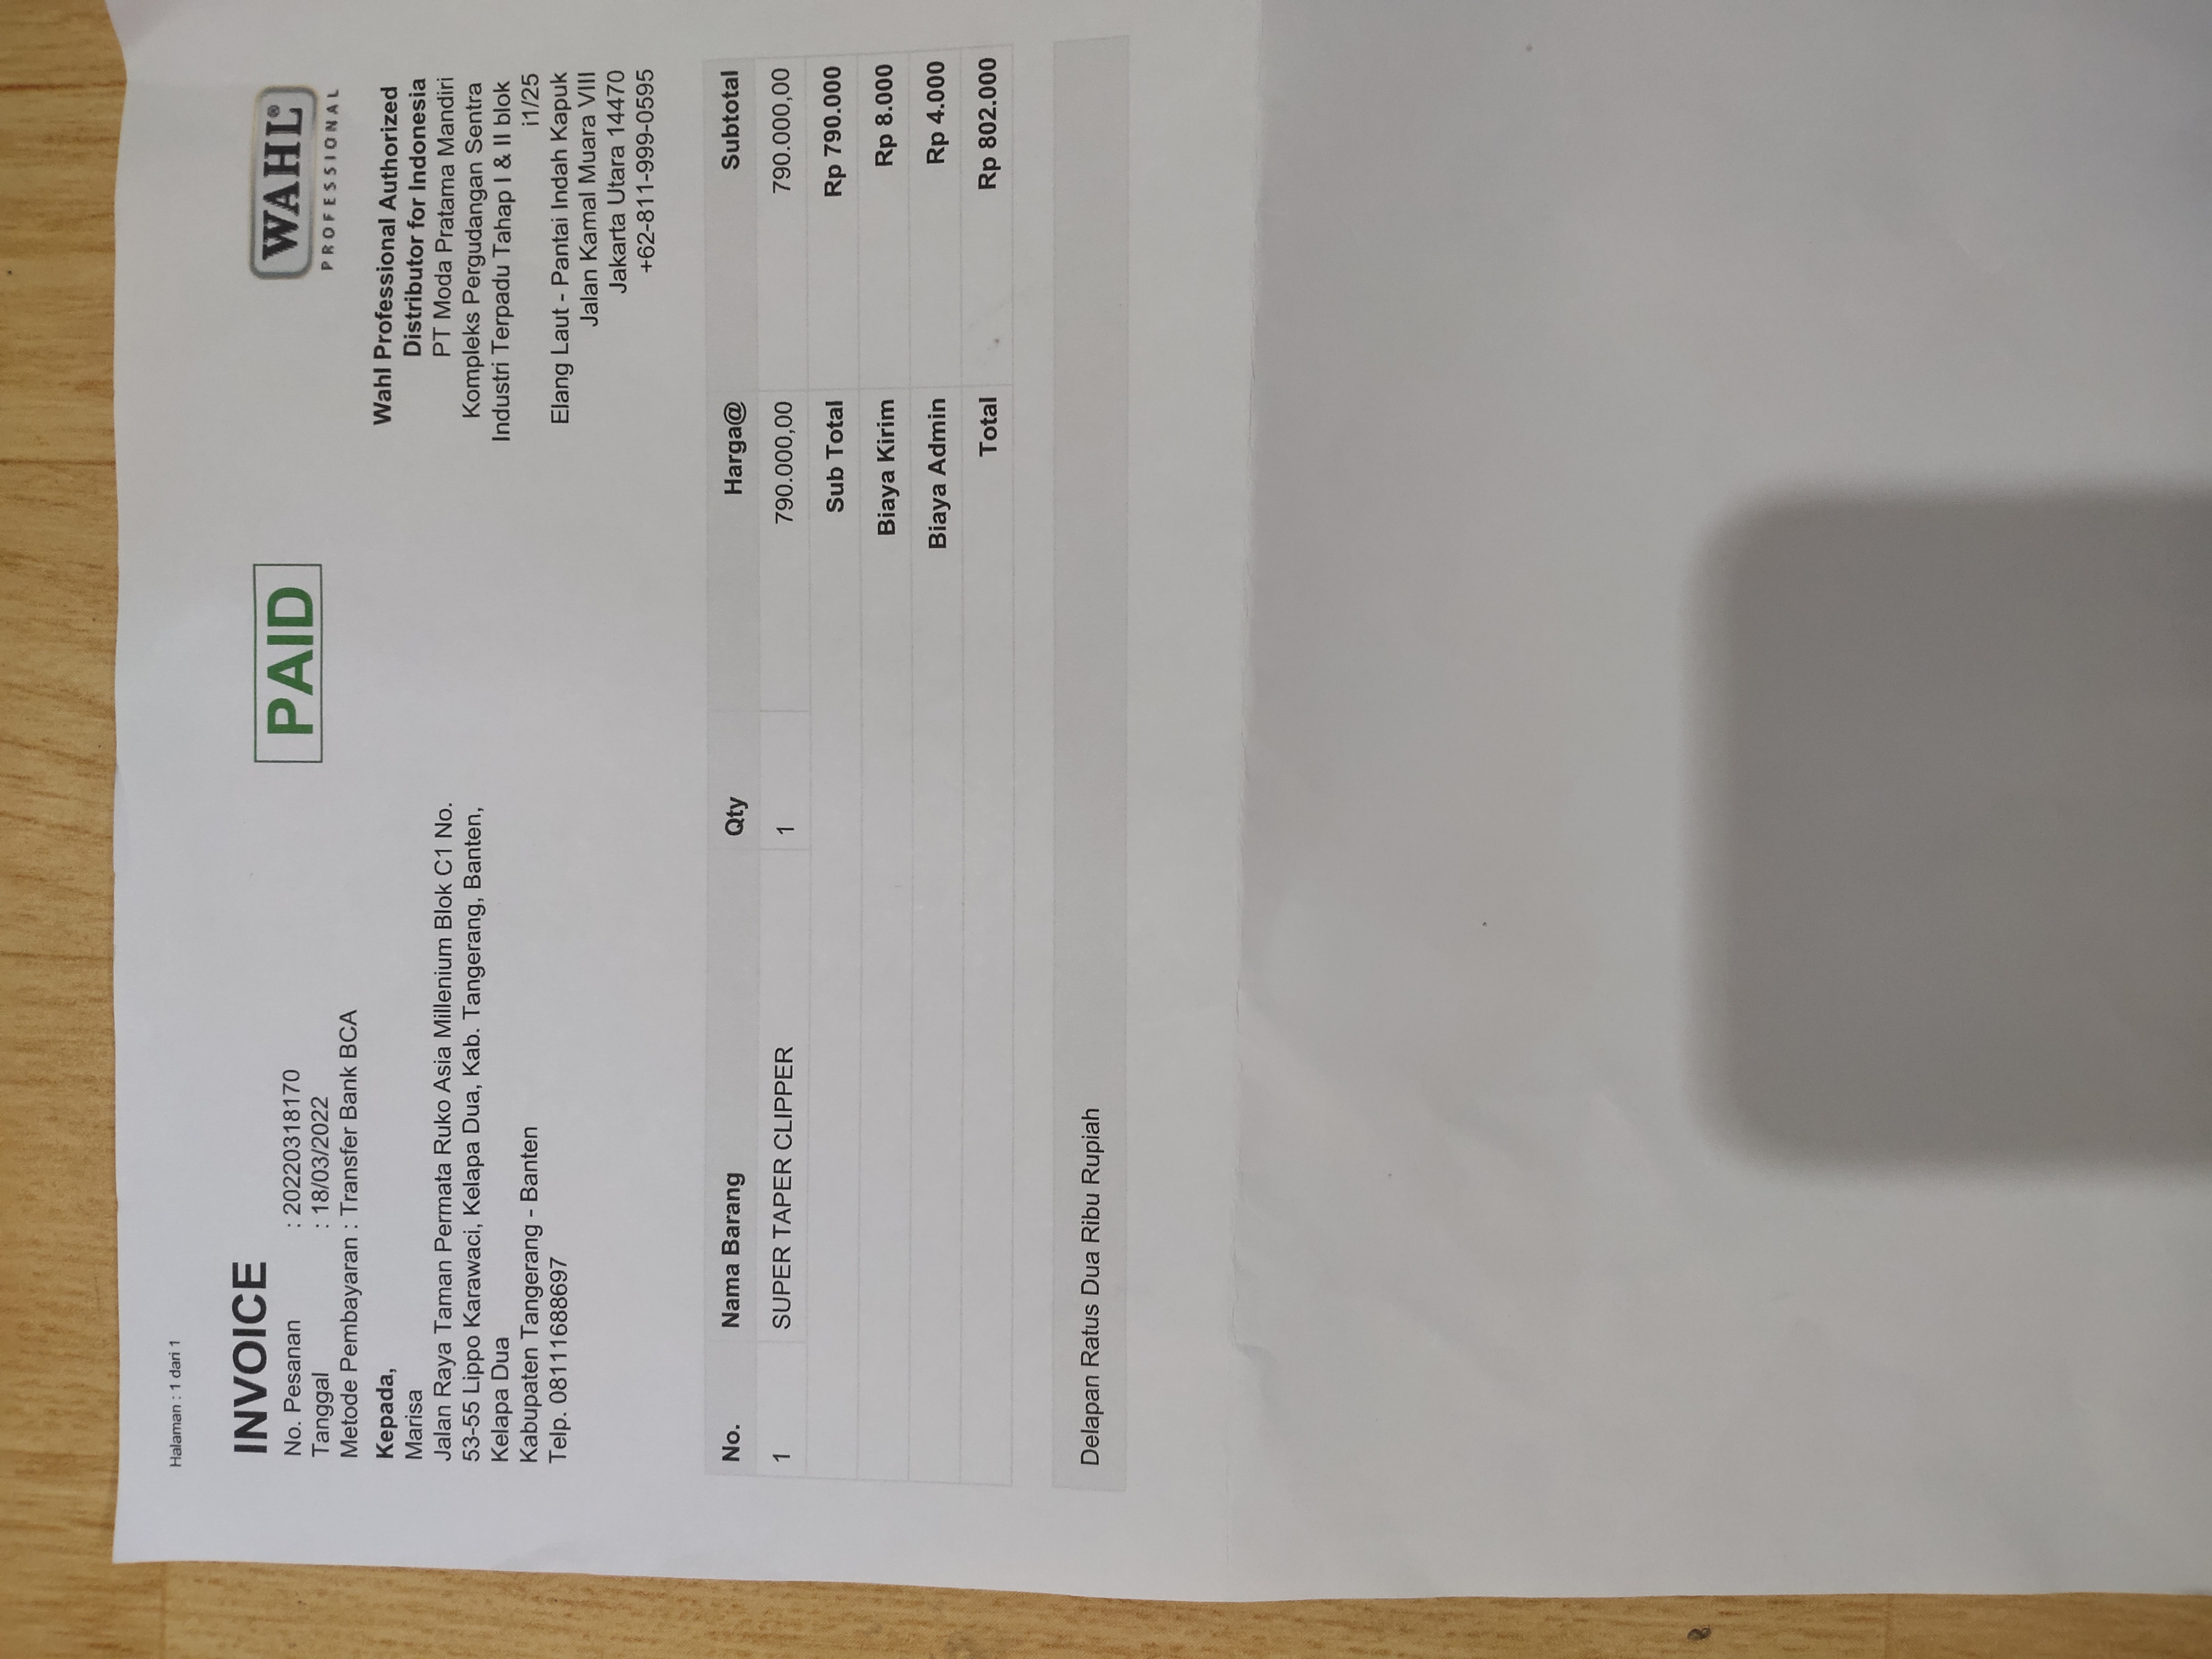 Halaman : 1 dari 1
INVOICE
No. Pesanan : 20220318170
Tanggal : 18/03/2022
Metode Pembayaran : Transfer Bank BCA
Kepada,
Marisa
Jalan Raya Taman Permata Ruko Asia Millenium Blok C1 No.
53-55 Lippo Karawaci, Kelapa Dua, Kab. Tangerang, Banten,
Kelapa Dua
Kabupaten Tangerang - Banten
Telp. 08111688697
PAID
WAHL®
PROFESSIONAL
Wahl Professional Authorized
Distributor for Indonesia
PT Moda Pratama Mandiri
Kompleks Pergudangan Sentra
Industri Terpadu Tahap I & II blok
i1/25
Elang Laut - Pantai Indah Kapuk
Jalan Kamal Muara VIII
Jakarta Utara 14470
+62-811-999-0595
No. Nama Barang Qty Harga@ Subtotal
1 SUPER TAPER CLIPPER 1 790.000,00 790.000,00
Sub Total Rp 790.000
Biaya Kirim Rp 8.000
Biaya Admin Rp 4.000
Total Rp 802.000
Delapan Ratus Dua Ribu Rupiah